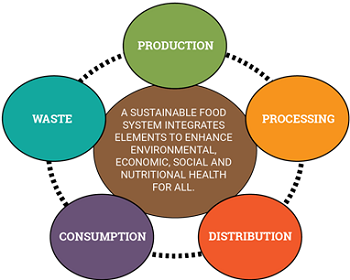 PRODUCTION
PROCESSING
DISTRIBUTION
CONSUMPTION
WASTE
A SUSTAINABLE FOOD
SYSTEM INTEGRATES
ELEMENTS TO ENHANCE
ENVIRONMENTAL,
ECONOMIC, SOCIAL AND
NUTRITIONAL HEALTH
FOR ALL.